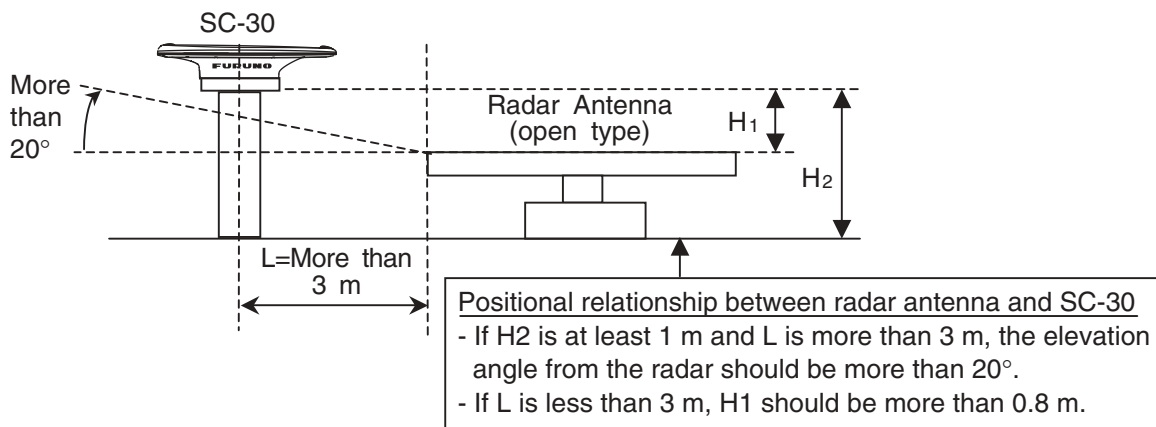 SC-30
FURUNO
More
than
20°
Radar Antenna
(open type)
H1
H2
L=More than
3 m
Positional relationship between radar antenna and SC-30
- If H2 is at least 1 m and L is more than 3 m, the elevation
angle from the radar should be more than 20°.
- If L is less than 3 m, H1 should be more than 0.8 m.